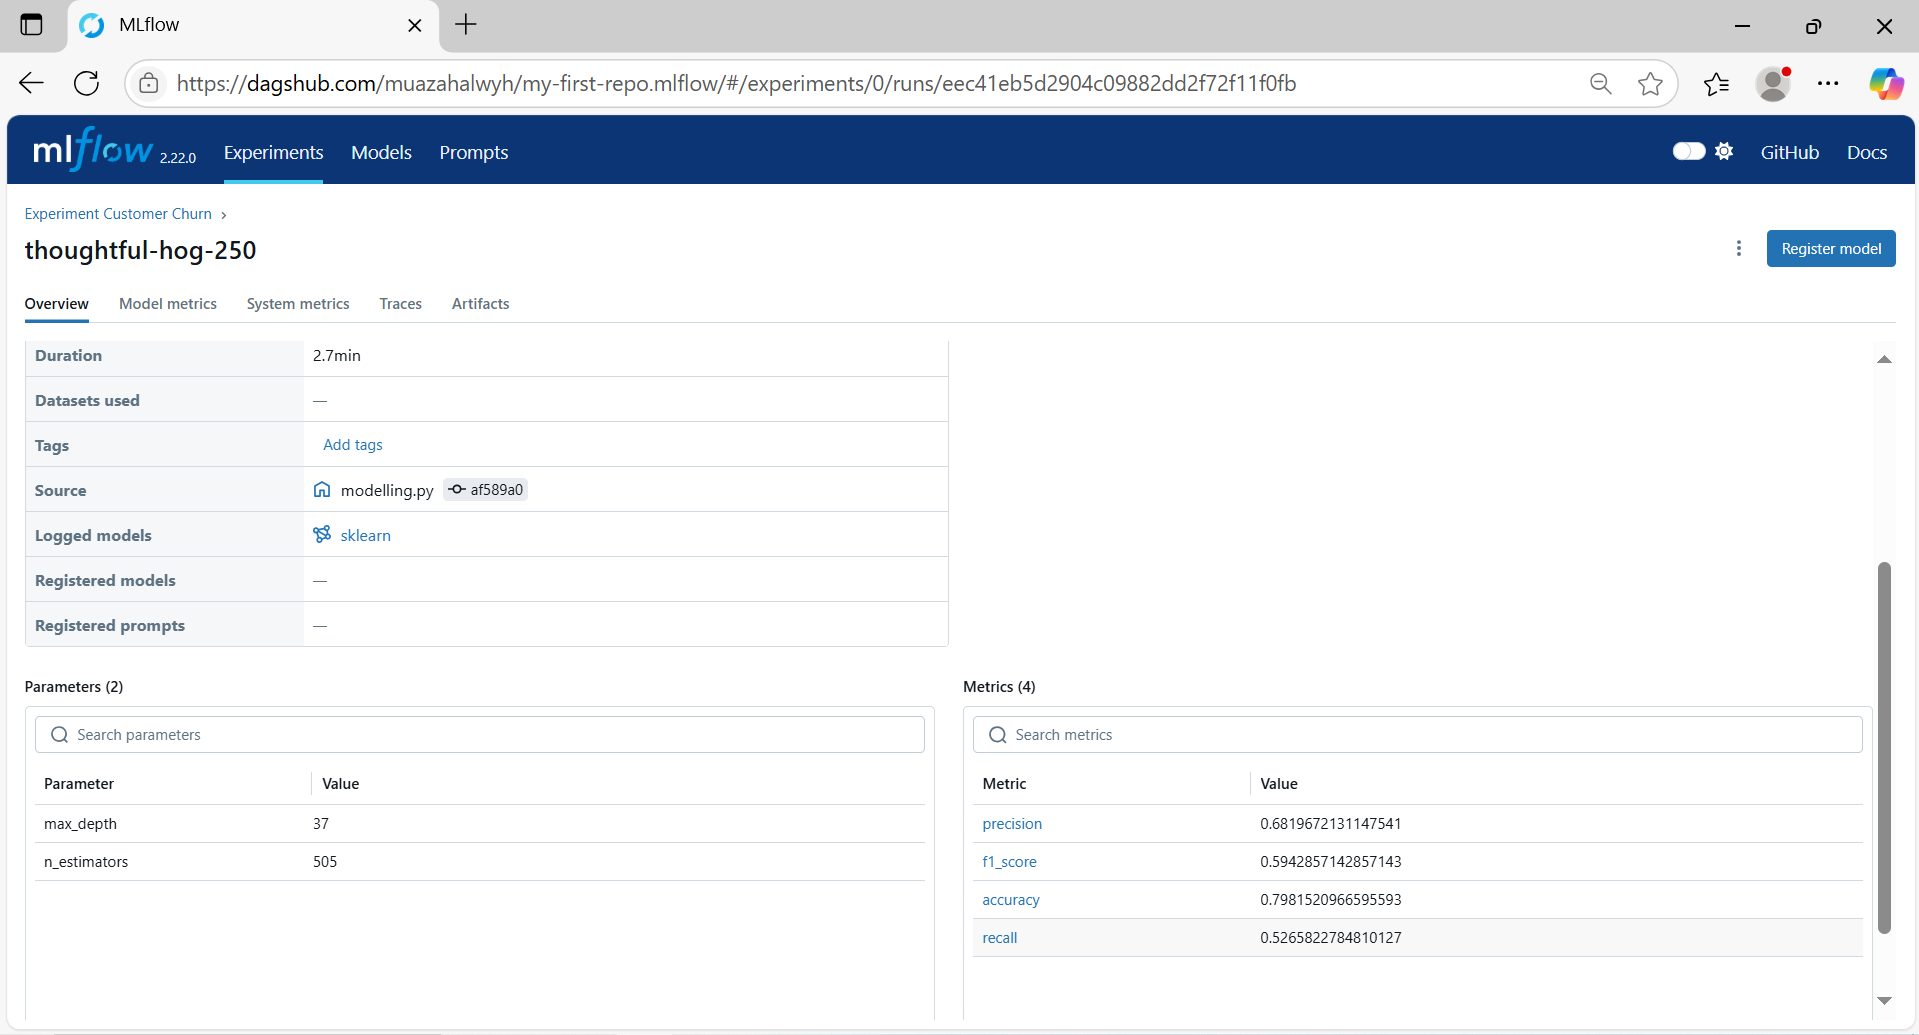 MLflow
https://dagshub.com/muazahalwyh/my-first-repo.mlflow/#/experiments/0/runs/eec41eb5d2904c09882dd2f72f11f0fb
mlflow 2.22.0 Experiments Models Prompts GitHub Docs
Experiment Customer Churn
thoughtful-hog-250
Register model
Overview Model metrics System metrics Traces Artifacts
Duration 2.7min
Datasets used —
Tags Add tags
Source modelling.py af589a0
Logged models sklearn
Registered models —
Registered prompts —
Parameters (2)
Search parameters
Parameter Value
max_depth 37
n_estimators 505
Metrics (4)
Search metrics
Metric Value
precision 0.6819672131147541
f1_score 0.5942857142857143
accuracy 0.7981520966595593
recall 0.5265822784810127